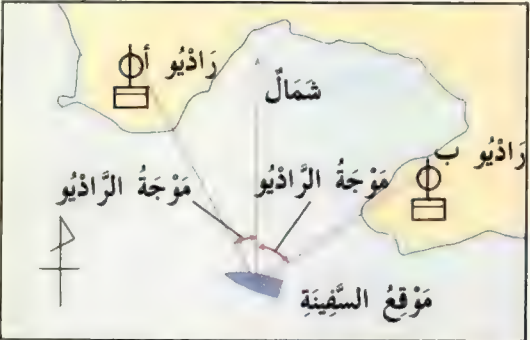 رَادْيُو أ
شَمَالٌ
رَادْيُو ب
مَوْجَةُ الرَّادْيُو
مَوْجَةُ الرَّادْيُو
مَوْقِعُ السَّفِينَةِ